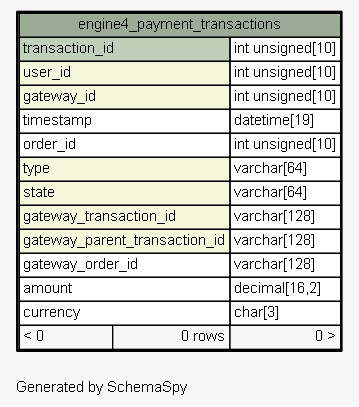 engine4_payment_transactions
transaction_id int unsigned[10]
user_id int unsigned[10]
gateway_id int unsigned[10]
timestamp datetime[19]
order_id int unsigned[10]
type varchar[64]
state varchar[64]
gateway_transaction_id varchar[128]
gateway_parent_transaction_id varchar[128]
gateway_order_id varchar[128]
amount decimal[16,2]
currency char[3]
< 0 0 rows 0 >
Generated by SchemaSpy